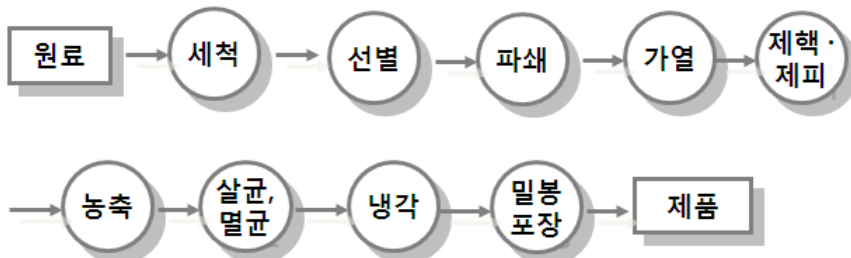 원료
세척
선별
파쇄
가열
제핵·
제피
농축
살균,
멸균
냉각
밀봉
포장
제품